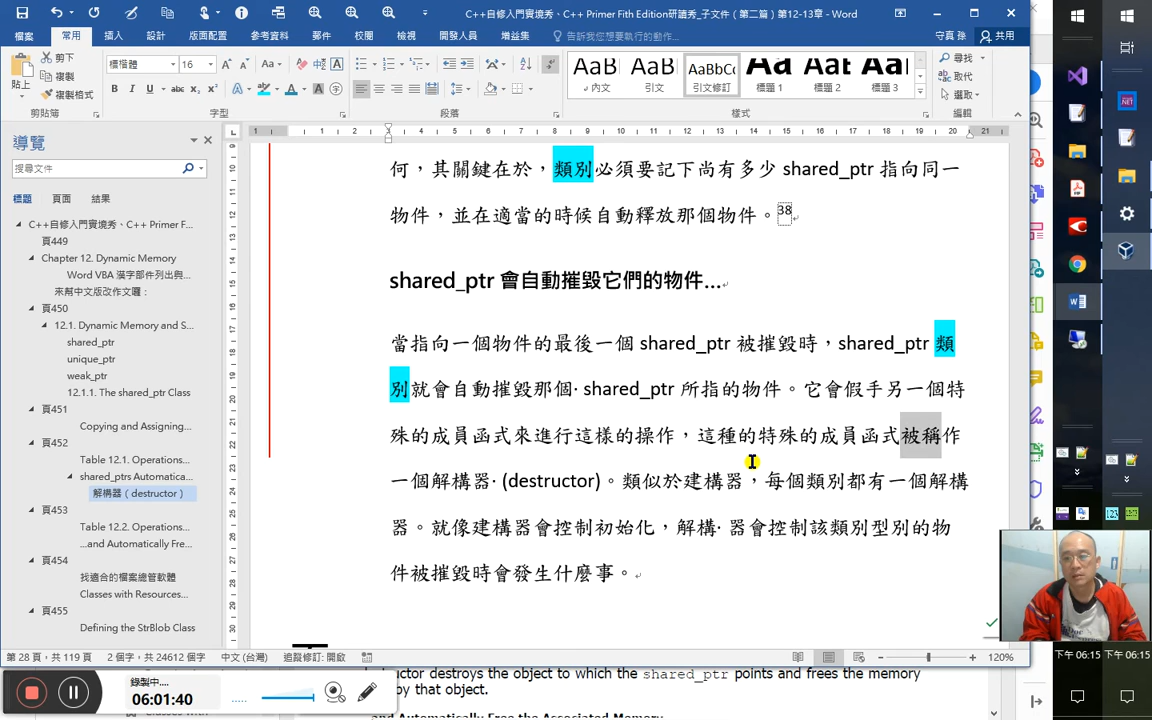 C++自修入門實境秀、C++ Primer Fith Edition研讀秀_子文件（第二篇）第12-13章 - Word
檔案 常用 插入 設計 版面配置 參考資料 郵件 校閱 檢視 開發人員 增益集 告訴我您想要執行的動作... 守真 孫 共用
貼上 剪下 複製 複製格式 楷橫楷 16 AaB AaB AaBbCc AaB AaB AaB 尋找 取代 選取
內文 引文 引文修訂 標題 1 標題 2 標題 3
剪貼簿 字型 段落 樣式 編輯
導覽
搜尋文件
標題 頁面 結果
C++自修入門實境秀、C++ Primer F...
頁449
Chapter 12. Dynamic Memory
Word VBA 漢字部件列出與...
來幫中文版改作文囉：
頁450
12.1. Dynamic Memory and S...
shared_ptr
unique_ptr
weak_ptr
12.1.1. The shared_ptr Class
頁451
Copying and Assigning...
頁452
Table 12.1. Operations...
shared_ptrs Automatical...
解構器（destructor）
頁453
Table 12.2. Operations...
...and Automatically Fre...
頁454
找適合的檔案總管軟體
Classes with Resources...
頁455
Defining the StrBlob Class
何，其關鍵在於，類別必須要記下尚有多少 shared_ptr 指向同一
物件，並在適當的時候自動釋放那個物件。38
shared_ptr 會自動摧毀它們的物件…
當指向一個物件的最後一個 shared_ptr 被摧毀時，shared_ptr 類
別就會自動摧毀那個 shared_ptr 所指的物件。它會假手另一個特
殊的成員函式來進行這樣的操作，這種的特殊的成員函式被稱作
一個解構器 (destructor)。類似於建構器，每個類別都有一個解構
器。就像建構器會控制初始化，解構 器會控制該類別型別的物
件被摧毀時會發生什麼事。
第 28 頁，共 119 頁 2 個字，共 24612 個字 中文 (台灣) 追蹤修訂: 開啟 120%
uctor destroys the object to which the shared_ptr points and frees the memory
by that object.
and Automatically Free the Associated Memory
錄製中....
06:01:40
下午 06:15 下午 06:15